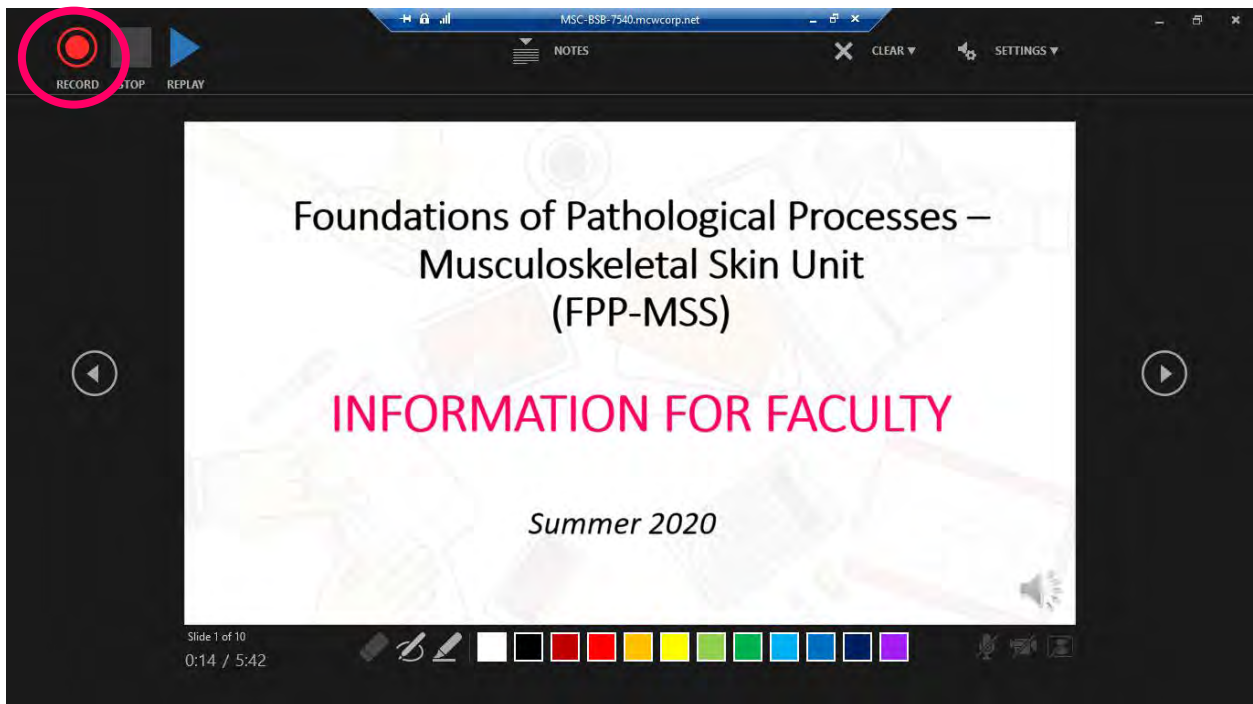 MSC-BSB-7540.mcwcorp.net
NOTES
CLEAR
SETTINGS
RECORD STOP REPLAY
Foundations of Pathological Processes –
Musculoskeletal Skin Unit
(FPP-MSS)
INFORMATION FOR FACULTY
Summer 2020
Slide 1 of 10
0:14 / 5:42